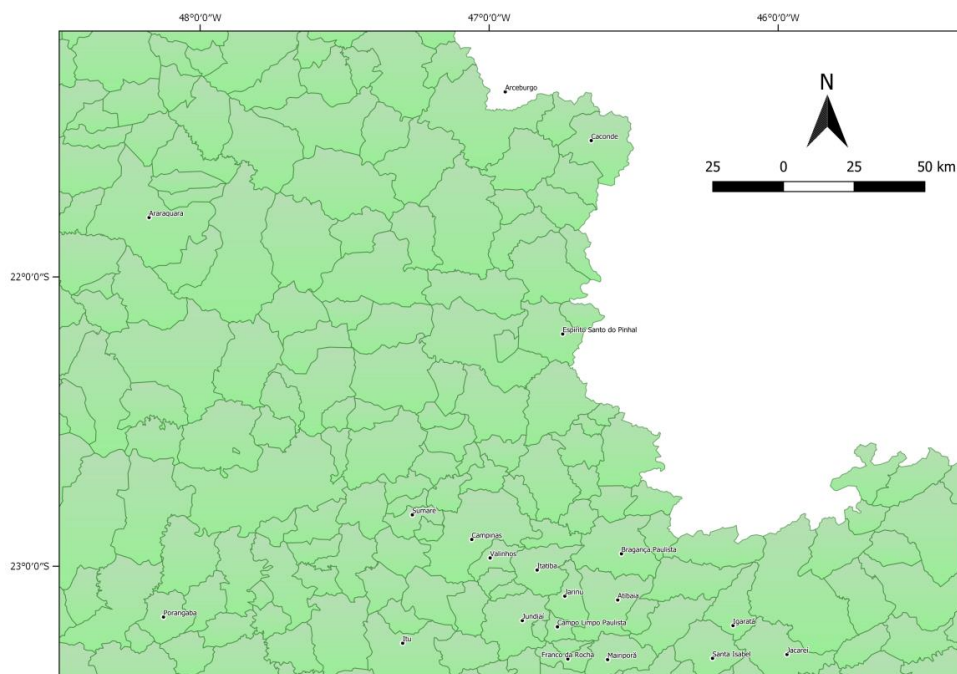 48°0'0"W 47°0'0"W 46°0'0"W
Arceburgo
N
Caconde
25 0 25 50 km
Araraquara
22°0'0"S
Espírito Santo do Pinhal
Sumaré
Campinas
Bragança Paulista
Valinhos
23°0'0"S
Itatiba
Jarinu
Atibaia
Porangaba
Jundiaí
Campo Limpo Paulista
Igaratá
Itu
Franco da Rocha
Mairiporã
Santa Isabel
Jacareí